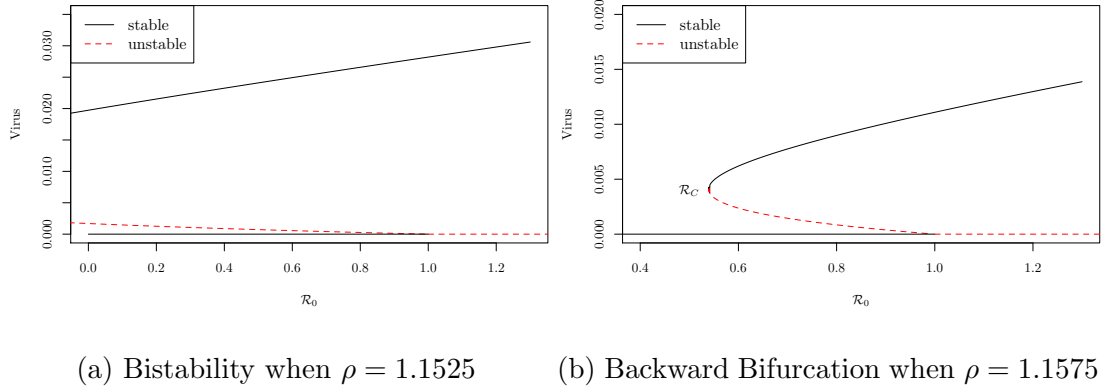 stable
unstable
Virus
0.000 0.010 0.020 0.030
0.0 0.2 0.4 0.6 0.8 1.0 1.2
ℛ₀
(a) Bistability when ρ = 1.1525
stable
unstable
Virus
0.000 0.005 0.010 0.015 0.020
ℛ_C
0.4 0.6 0.8 1.0 1.2
ℛ₀
(b) Backward Bifurcation when ρ = 1.1575